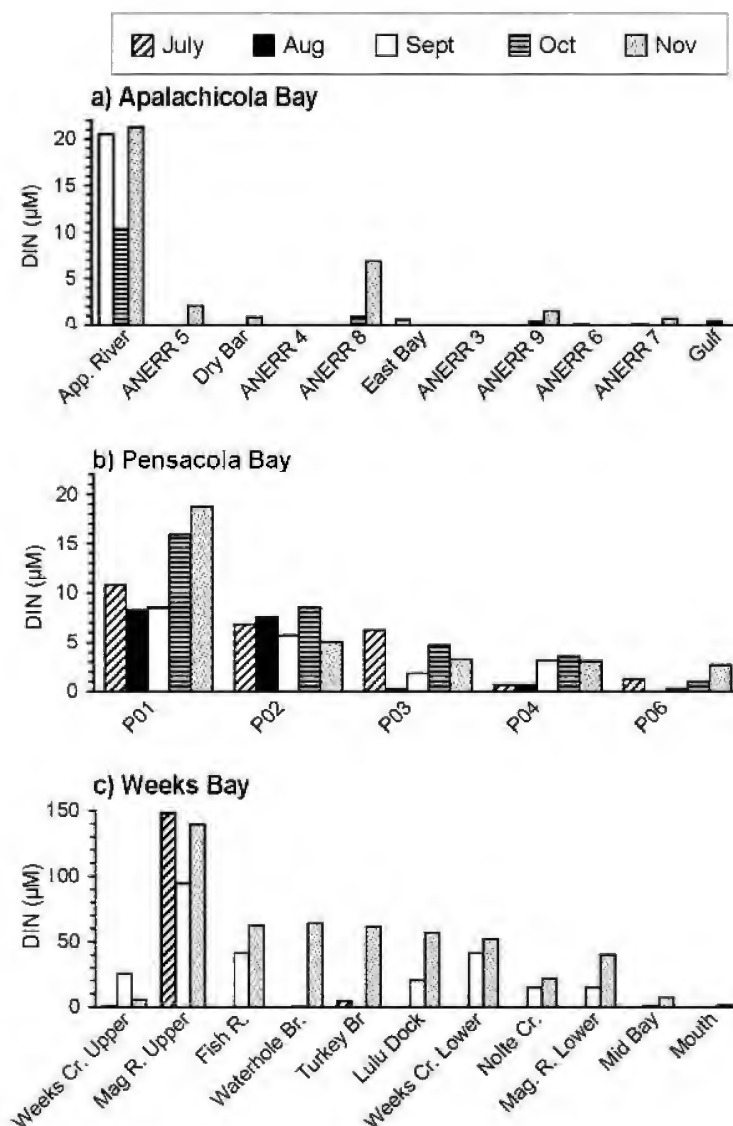 July Aug Sept Oct Nov
a) Apalachicola Bay
20
15
10
5
DIN (µM)
App. River ANERR 5 Dry Bar ANERR 4 ANERR 8 East Bay ANERR 3 ANERR 9 ANERR 6 ANERR 7 Gulf
b) Pensacola Bay
20
15
10
5
0
DIN (µM)
P01 P02 P03 P04 P06
c) Weeks Bay
150
100
50
0
DIN (µM)
Weeks Cr. Upper Mag R. Upper Fish R. Waterhole Br. Turkey Br Lulu Dock Weeks Cr. Lower Nolte Cr. Mag. R. Lower Mid Bay Mouth